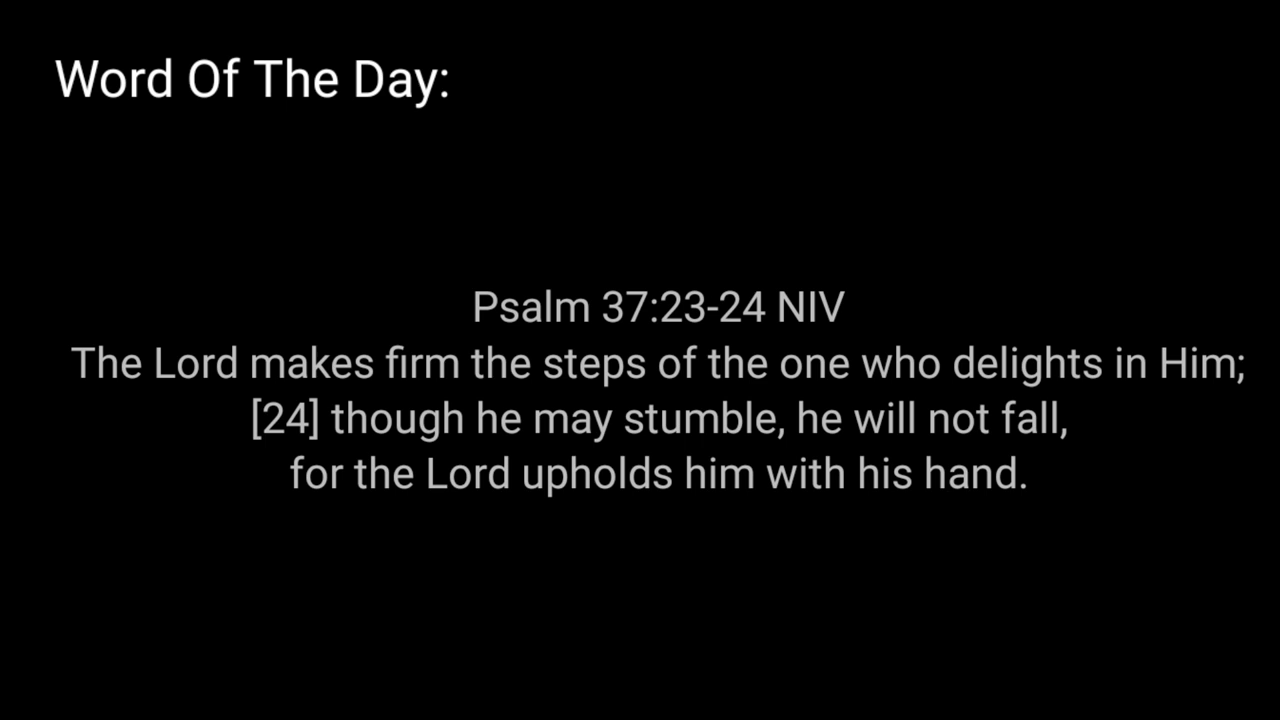 Word Of The Day:
Psalm 37:23-24 NIV
The Lord makes firm the steps of the one who delights in Him;
[24] though he may stumble, he will not fall,
for the Lord upholds him with his hand.